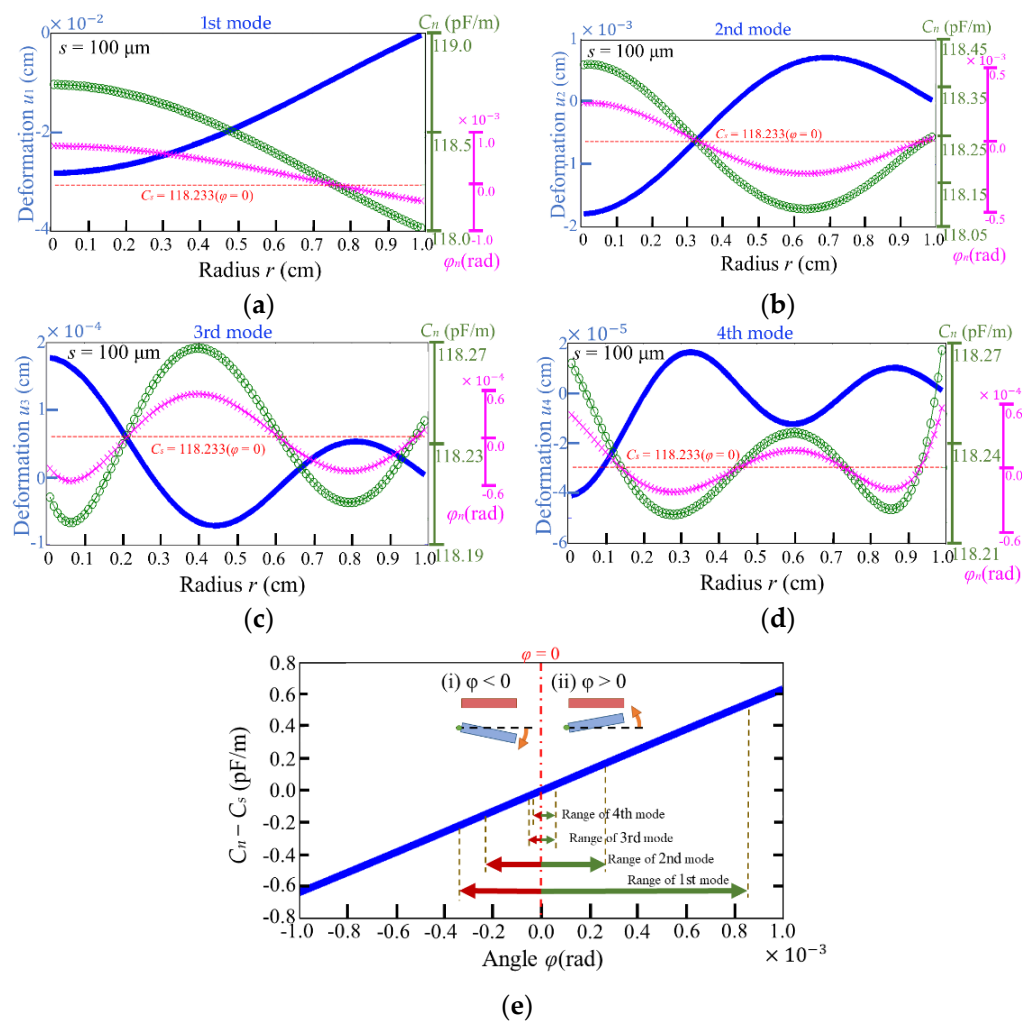 × 10⁻² 1st mode Cₙ (pF/m)
0 s = 100 μm 119.0
Deformation u₁ (cm)
-2 118.5 × 10⁻³
1.0
Cₛ = 118.233(φ = 0) 0.0
-4 118.0 -1.0
0 0.1 0.2 0.3 0.4 0.5 0.6 0.7 0.8 0.9 1.0
Radius r (cm) φₙ(rad)
(a)
× 10⁻³ 2nd mode Cₙ (pF/m)
1 s = 100 μm 118.45
× 10⁻³
0.5
Deformation u₂ (cm)
0 118.35
Cₛ = 118.233(φ = 0) 118.25 0.0
-1
118.15
-0.5
-2 118.05
0 0.1 0.2 0.3 0.4 0.5 0.6 0.7 0.8 0.9 1.0
Radius r (cm) φₙ(rad)
(b)
× 10⁻⁴ 3rd mode Cₙ (pF/m)
2 s = 100 μm 118.27
× 10⁻⁴
0.6
Deformation u₃ (cm)
1
Cₛ = 118.233(φ = 0) 118.23 0.0
0
-0.6
φₙ(rad)
-1 118.19
0 0.1 0.2 0.3 0.4 0.5 0.6 0.7 0.8 0.9 1.0
Radius r (cm)
(c)
× 10⁻⁵ 4th mode Cₙ (pF/m)
2 s = 100 μm 118.27
× 10⁻⁴
0 0.6
Deformation u₄ (cm)
-2 118.24
Cₛ = 118.233(φ = 0) 0.0
-4
-6 118.21 -0.6
0 0.1 0.2 0.3 0.4 0.5 0.6 0.7 0.8 0.9 1.0
Radius r (cm) φₙ(rad)
(d)
φ = 0
0.8
(i) φ < 0 (ii) φ > 0
0.6
0.4
0.2
Cₙ – Cₛ (pF/m)
0.0
Range of 4th mode
-0.2
Range of 3rd mode
-0.4
Range of 2nd mode
Range of 1st mode
-0.6
-0.8
-1.0 -0.8 -0.6 -0.4 -0.2 0.0 0.2 0.4 0.6 0.8 1.0
Angle φ(rad) × 10⁻³
(e)